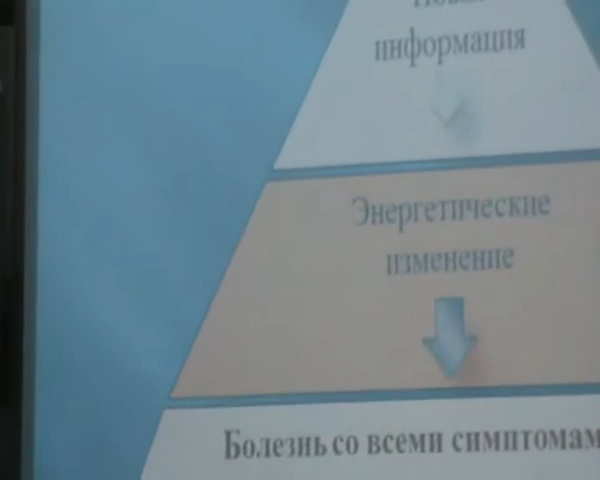 информация
Энергетические
изменение
Болезнь со всеми симптомам